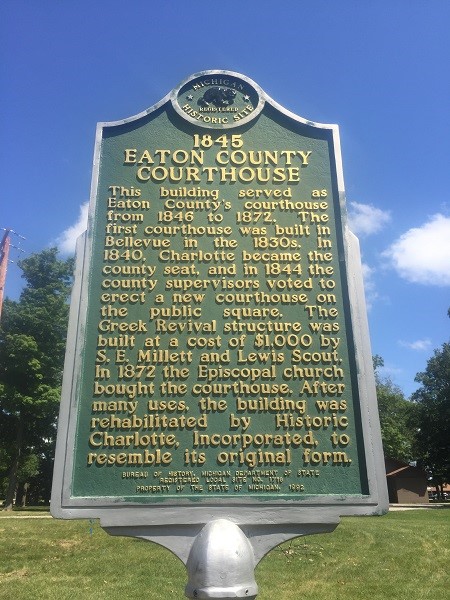 MICHIGAN
REGISTERED
HISTORIC SITE
1845
EATON COUNTY
COURTHOUSE
This building served as
Eaton County's courthouse
from 1846 to 1872. The
first courthouse was built in
Bellevue in the 1830s. In
1840, Charlotte became the
county seat, and in 1844 the
county supervisors voted to
erect a new courthouse on
the public square. The
Greek Revival structure was
built at a cost of $1,000 by
S. E. Millett and Lewis Scout.
In 1872 the Episcopal church
bought the courthouse. After
many uses, the building was
rehabilitated by Historic
Charlotte, Incorporated, to
resemble its original form.
BUREAU OF HISTORY, MICHIGAN DEPARTMENT OF STATE
REGISTERED LOCAL SITE NO. 1710
PROPERTY OF THE STATE OF MICHIGAN, 1992